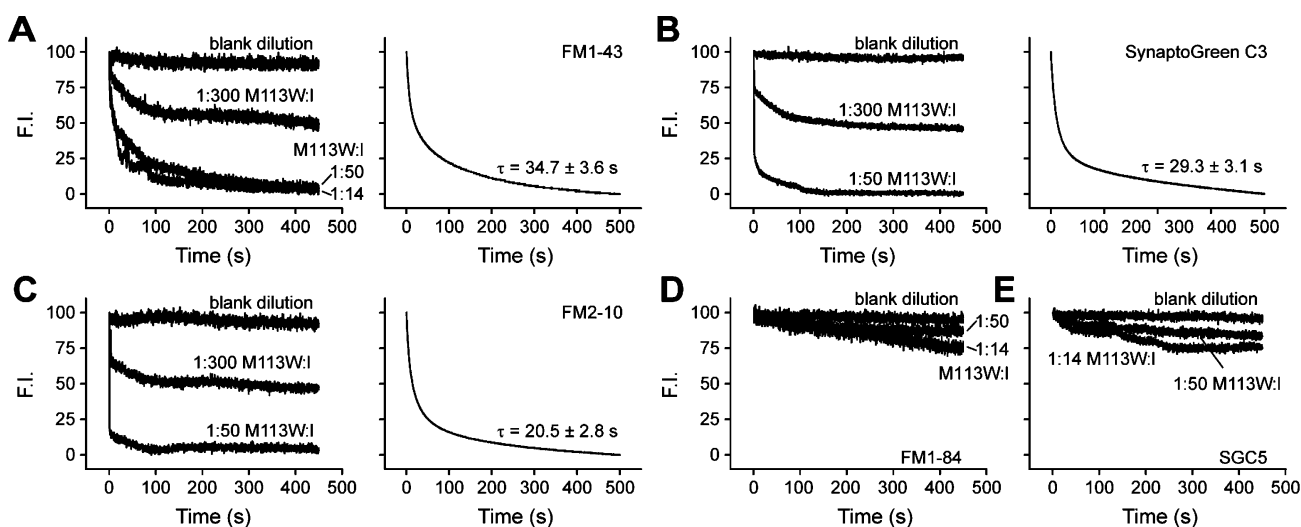 A
F.I.
100
75
50
25
0
blank dilution
1:300 M113W:I
M113W:I
1:50
1:14
0 100 200 300 400 500
Time (s)
FM1-43
τ = 34.7 ± 3.6 s
0 100 200 300 400 500
Time (s)
B
F.I.
100
75
50
25
0
blank dilution
1:300 M113W:I
1:50 M113W:I
0 100 200 300 400 500
Time (s)
SynaptoGreen C3
τ = 29.3 ± 3.1 s
0 100 200 300 400 500
Time (s)
C
F.I.
100
75
50
25
0
blank dilution
1:300 M113W:I
1:50 M113W:I
0 100 200 300 400 500
Time (s)
FM2-10
τ = 20.5 ± 2.8 s
0 100 200 300 400 500
Time (s)
D
F.I.
100
75
50
25
0
blank dilution
1:50
1:14
M113W:I
FM1-84
0 100 200 300 400 500
Time (s)
E
blank dilution
1:14 M113W:I
1:50 M113W:I
SGC5
0 100 200 300 400 500
Time (s)